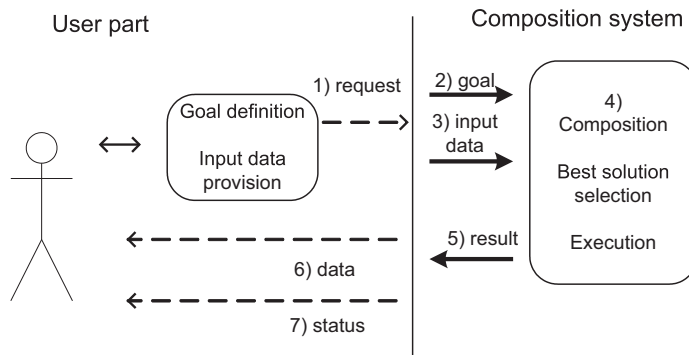 User part
Composition system
1) request
Goal definition
Input data
provision
2) goal
3) input
data
4)
Composition
Best solution
selection
Execution
5) result
6) data
7) status